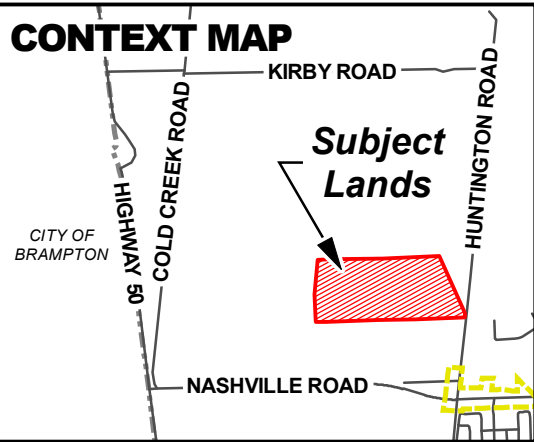 CONTEXT MAP
KIRBY ROAD
HUNTINGTON ROAD
COLD CREEK ROAD
Subject
Lands
HIGHWAY 50
CITY OF
BRAMPTON
NASHVILLE ROAD